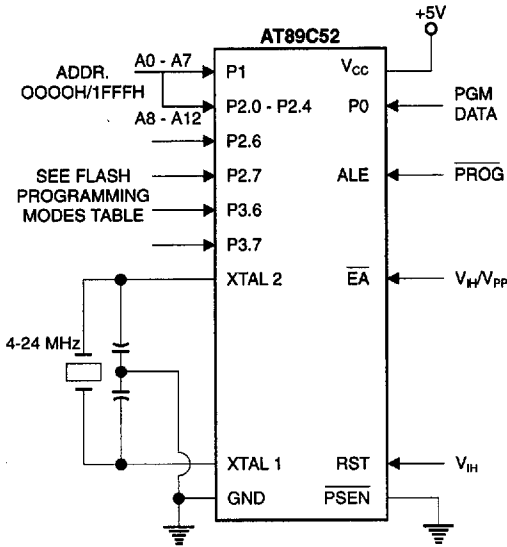 +5V
AT89C52
ADDR.
OOOOH/1FFFH
A0 - A7
A8 - A12
P1
P2.0 - P2.4
P2.6
P2.7
P3.6
P3.7
SEE FLASH
PROGRAMMING
MODES TABLE
XTAL 2
4-24 MHz
XTAL 1
GND
VCC
P0
PGM
DATA
ALE
PROG
EA
VIH/VPP
RST
VIH
PSEN